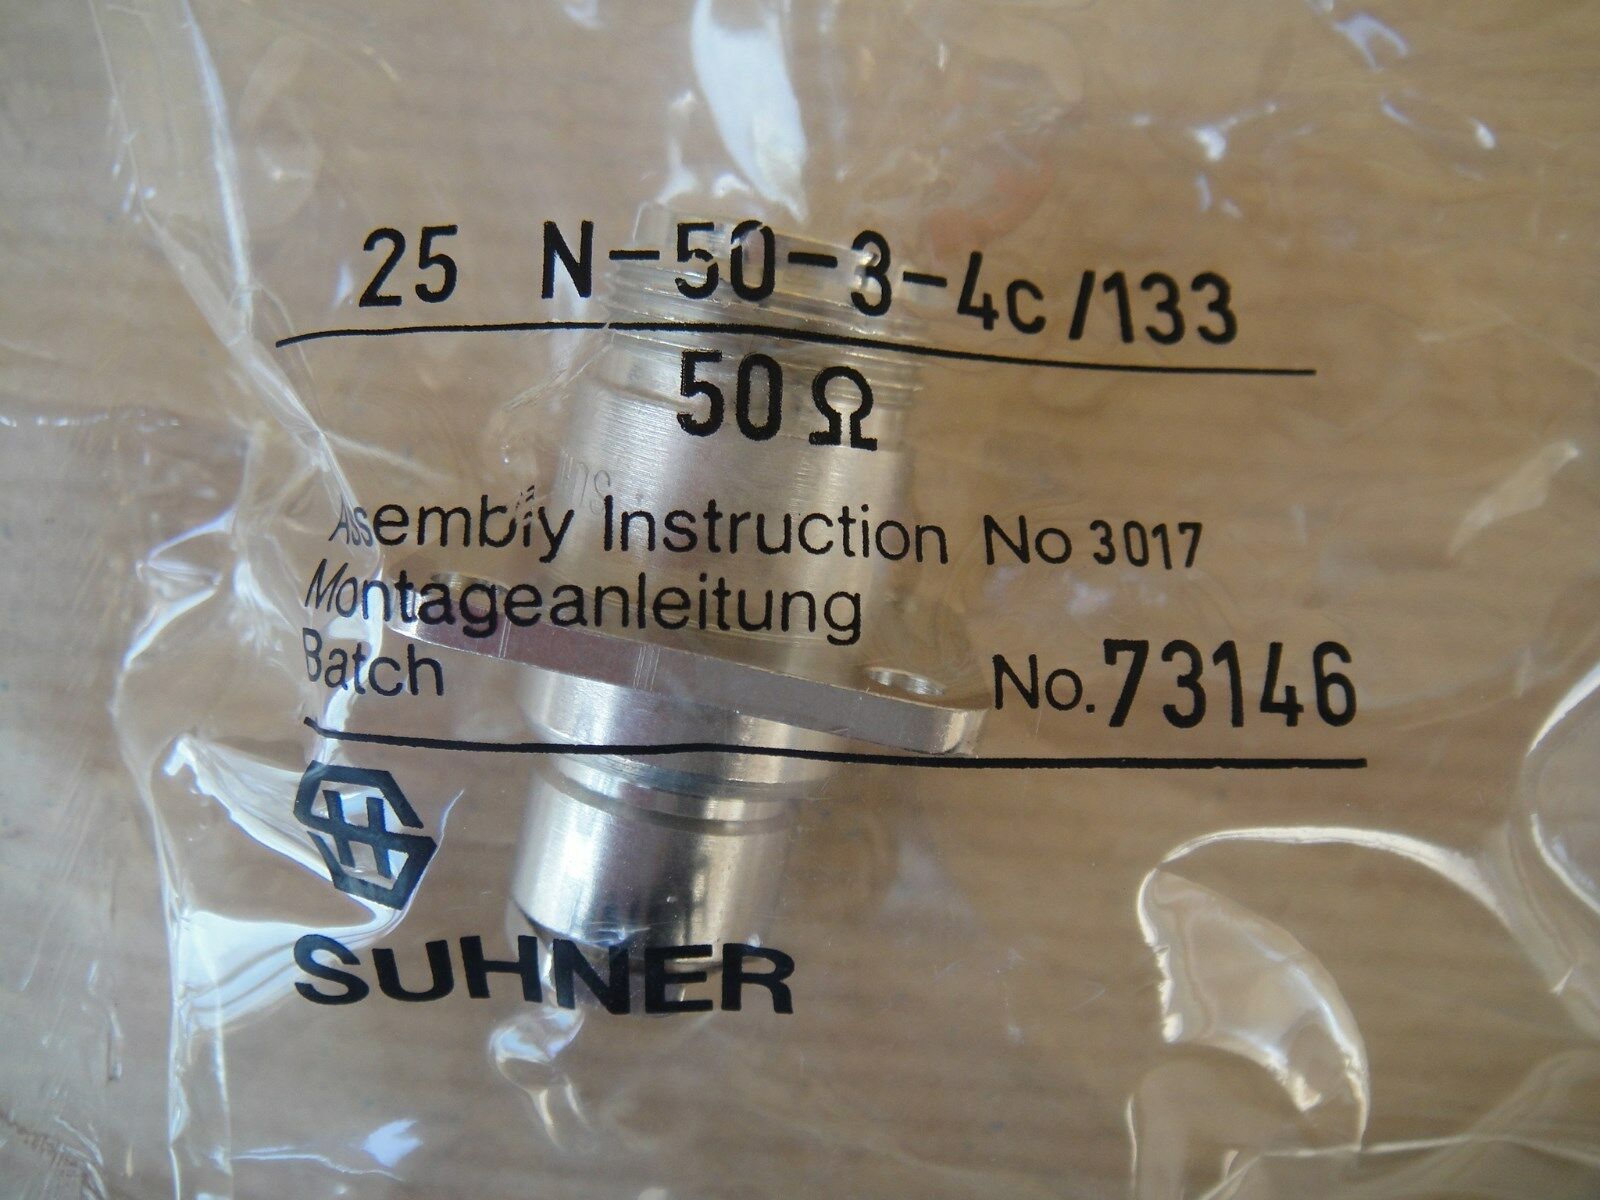 25 N-50-3-4c/133
50 Ω
Assembly Instruction No 3017
Montageanleitung
Batch No. 73146
SUHNER